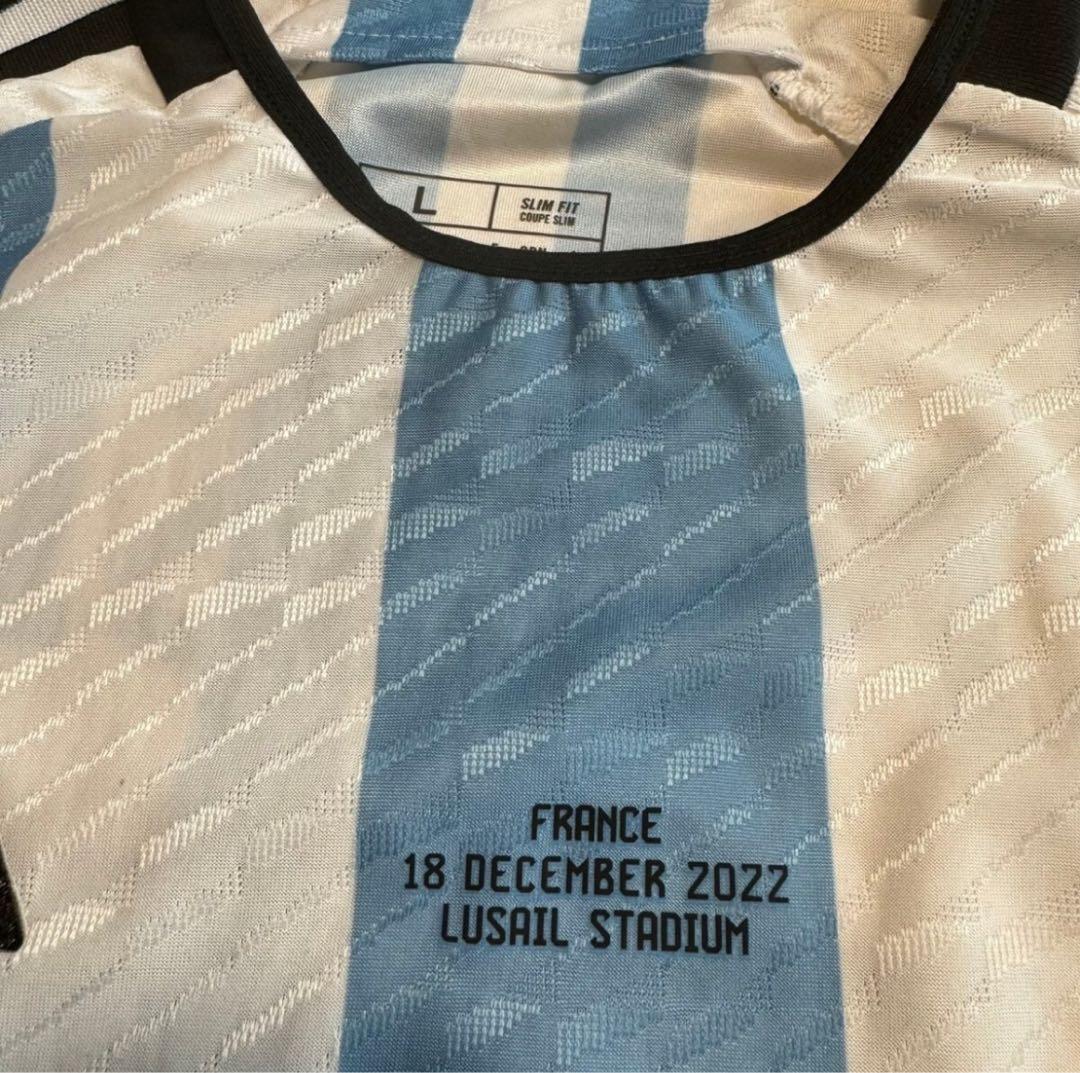 L
SLIM FIT
COUPE SLIM
FRANCE
18 DECEMBER 2022
LUSAIL STADIUM